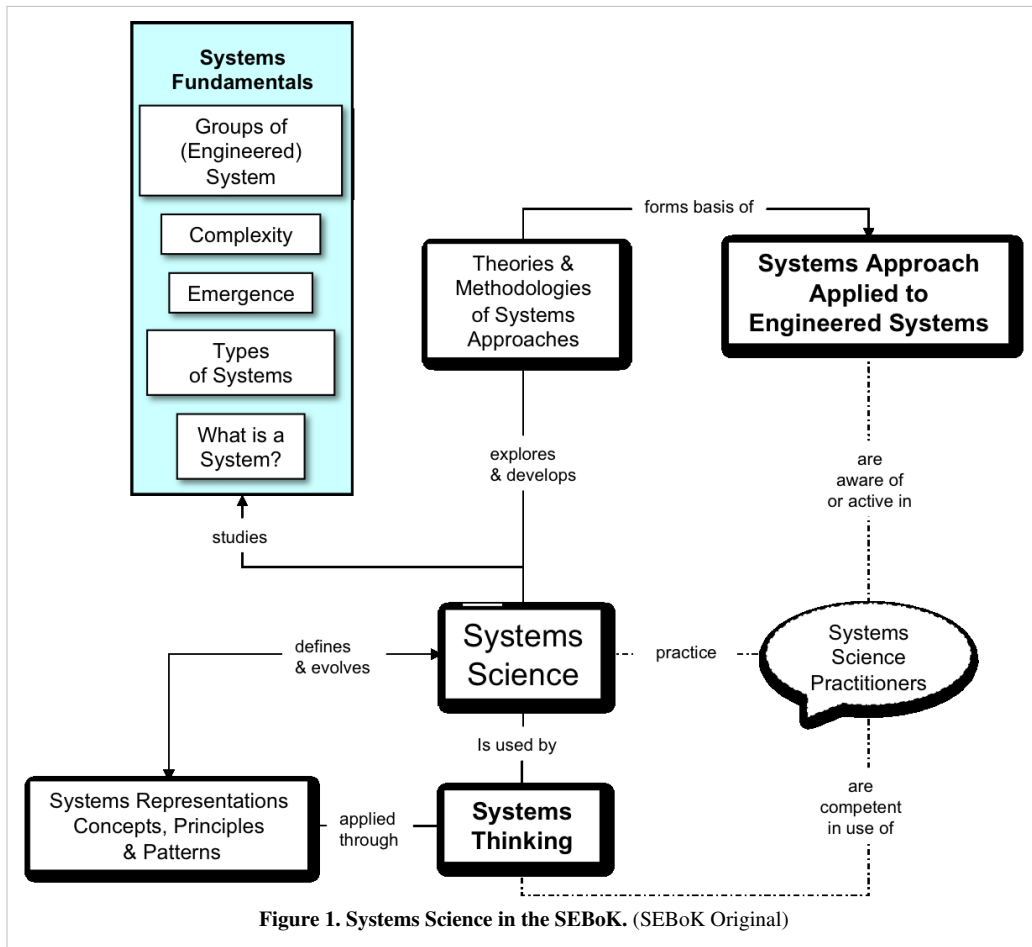 Systems
Fundamentals
Groups of
(Engineered)
System
Complexity
Emergence
Types
of Systems
What is a
System?
studies
forms basis of
Theories &
Methodologies
of Systems
Approaches
Systems Approach
Applied to
Engineered Systems
explores
& develops
are
aware of
or active in
defines
& evolves
Systems
Science
practice
Systems
Science
Practitioners
Is used by
Systems Representations
Concepts, Principles
& Patterns
applied
through
Systems
Thinking
are
competent
in use of
Figure 1. Systems Science in the SEBoK. (SEBoK Original)